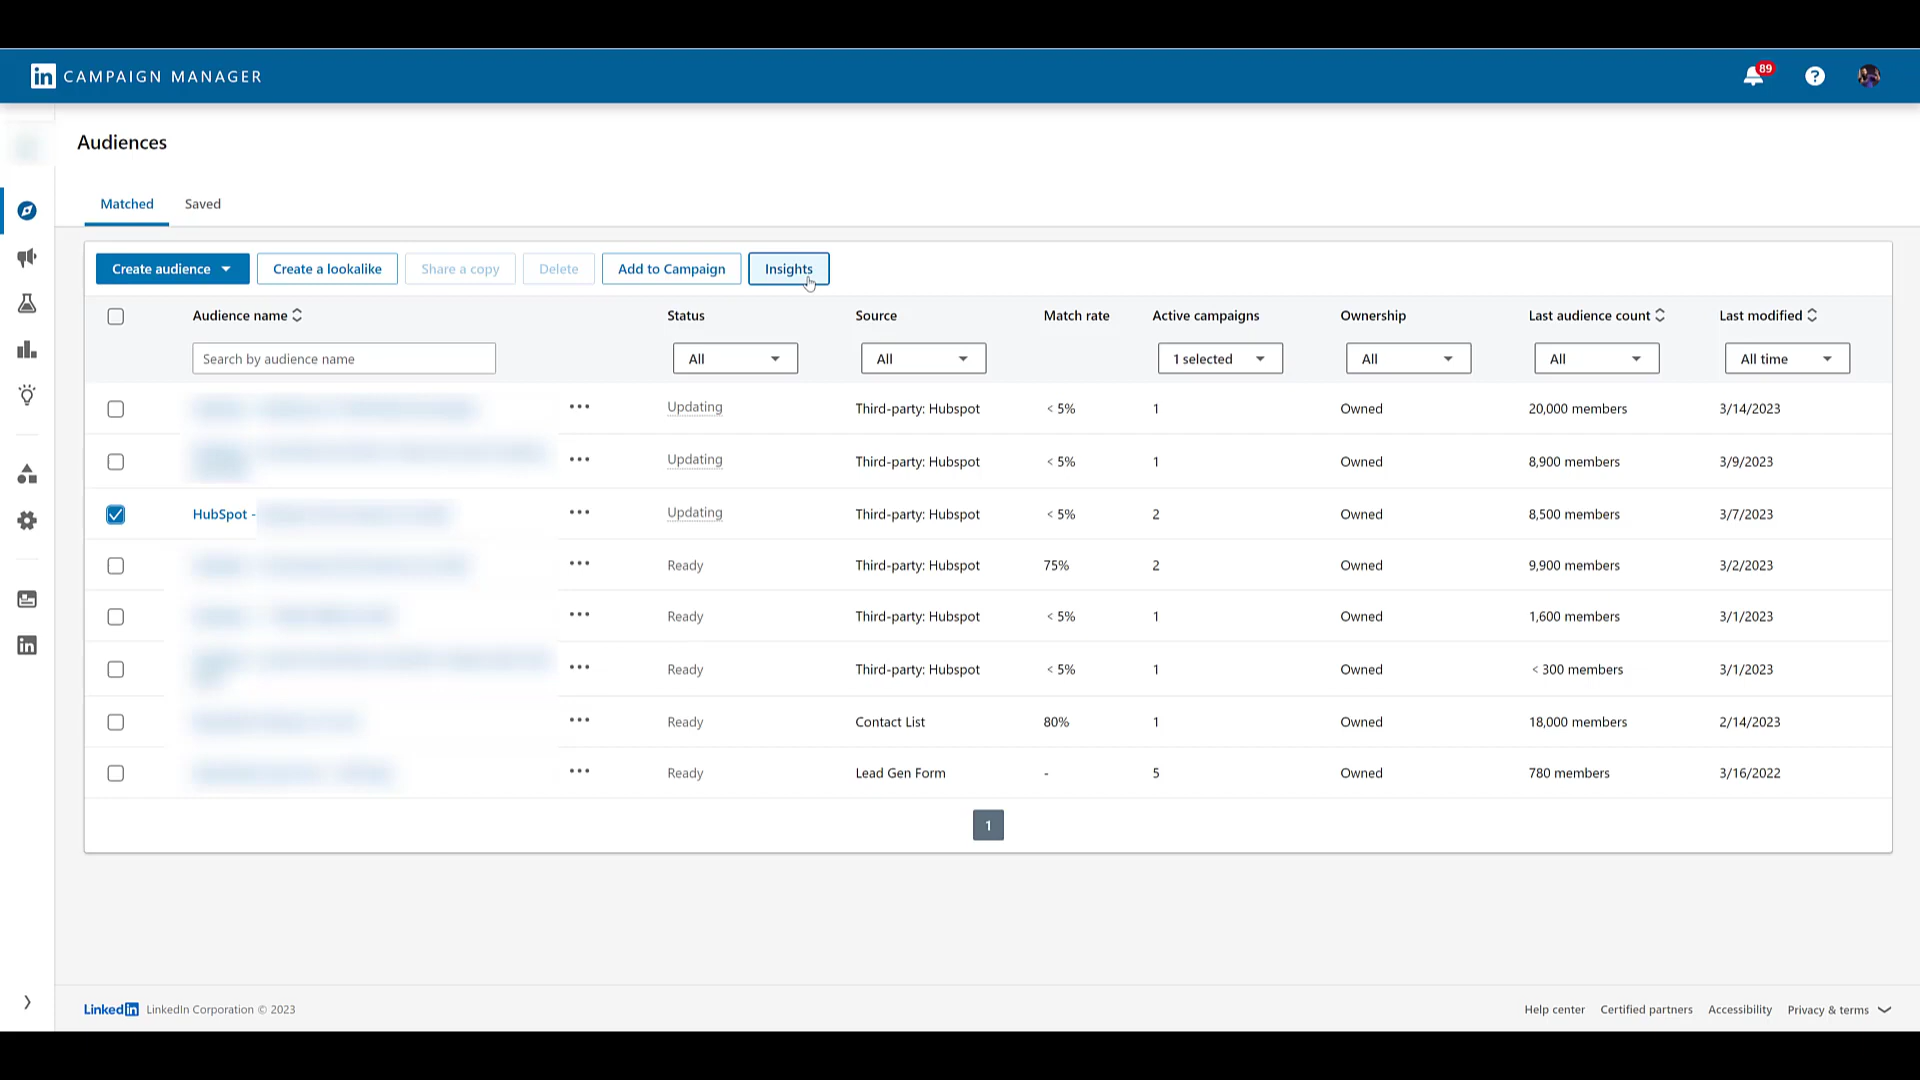 in CAMPAIGN MANAGER
89
?
Audiences
Matched
Saved
Create audience
Create a lookalike
Share a copy
Delete
Add to Campaign
Insights
Audience name
Status
Source
Match rate
Active campaigns
Ownership
Last audience count
Last modified
Search by audience name
All
All
1 selected
All
All
All time
Updating Third-party: Hubspot < 5% 1 Owned 20,000 members 3/14/2023
Updating Third-party: Hubspot < 5% 1 Owned 8,900 members 3/9/2023
HubSpot - Updating Third-party: Hubspot < 5% 2 Owned 8,500 members 3/7/2023
Ready Third-party: Hubspot 75% 2 Owned 9,900 members 3/2/2023
Ready Third-party: Hubspot < 5% 1 Owned 1,600 members 3/1/2023
Ready Third-party: Hubspot < 5% 1 Owned < 300 members 3/1/2023
Ready Contact List 80% 1 Owned 18,000 members 2/14/2023
Ready Lead Gen Form - 5 Owned 780 members 3/16/2022
1
LinkedIn LinkedIn Corporation © 2023
Help center Certified partners Accessibility Privacy & terms